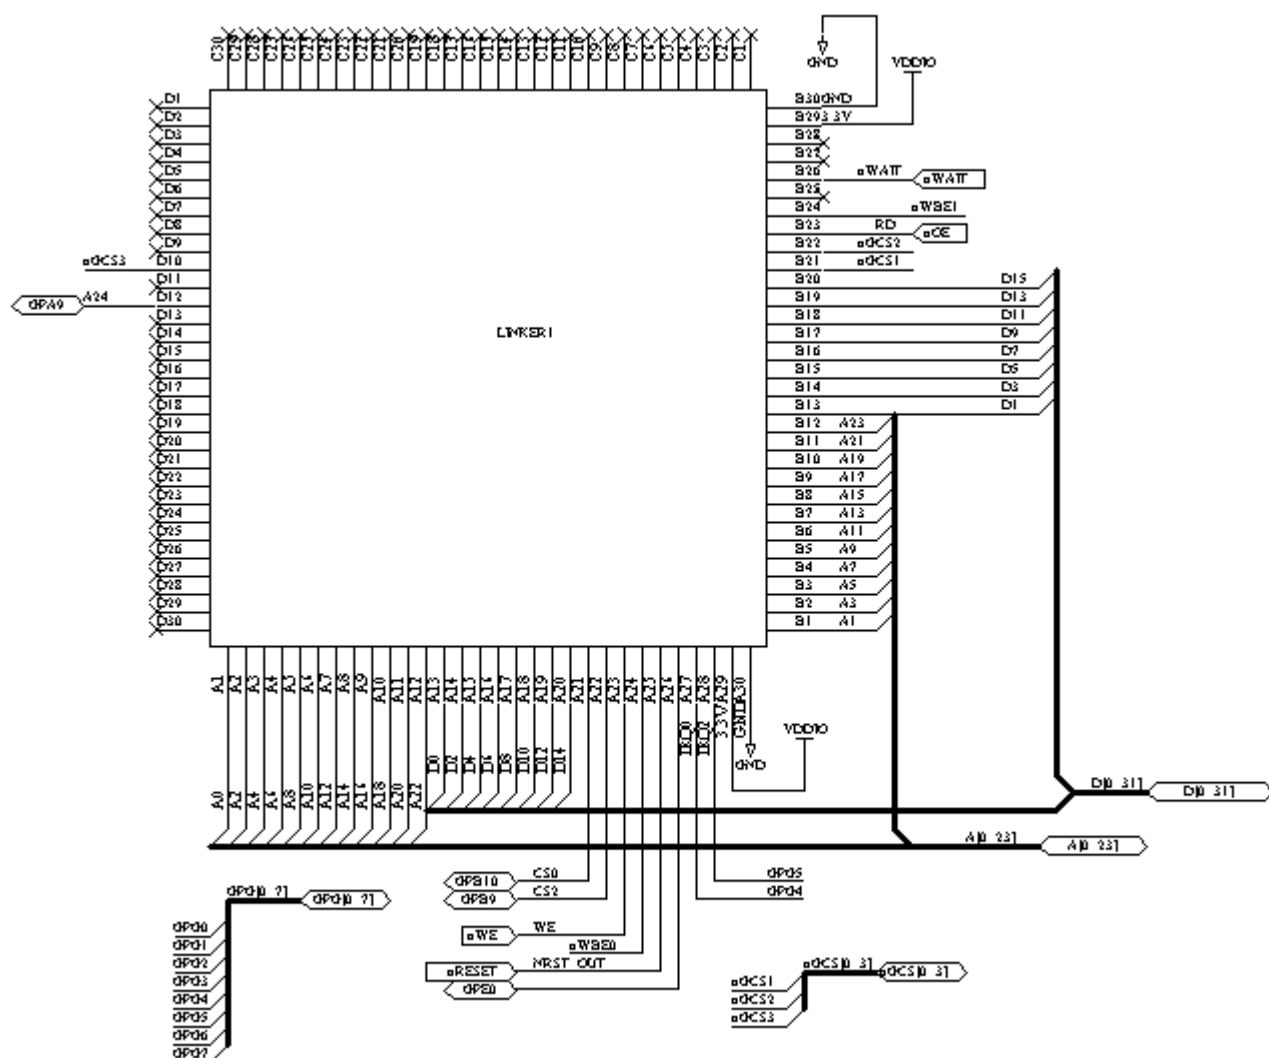 C30 C29 C28 C27 C26 C25 C24 C23 C22 C21 C20 C19 C18 C17 C16 C15 C14 C13 C12 C11 C10 C9 C8 C7 C6 C5 C4 C3 C2 C1
GND
VDDIO
D1
D2
D3
D4
D5
D6
D7
D8
D9
D10
D11
D12
D13
D14
D15
D16
D17
D18
D19
D20
D21
D22
D23
D24
D25
D26
D27
D28
D29
D30
nGCS3
GPA9 A24
LINKER1
B30 GND
B29 3.3V
B28
B27
B26 nWAIT nWAIT
B25
B24 nWBE1
B23 RD nOE
B22 nGCS2
B21 nGCS1
B20 D15
B19 D13
B18 D11
B17 D9
B16 D7
B15 D5
B14 D3
B13 D1
B12 A23
B11 A21
B10 A19
B9 A17
B8 A15
B7 A13
B6 A11
B5 A9
B4 A7
B3 A5
B2 A3
B1 A1
A1 A2 A3 A4 A5 A6 A7 A8 A9 A10 A11 A12 A13 A14 A15 A16 A17 A18 A19 A20 A21 A22 A23 A24 A25 A26 A27 A28 A29 A30
IRQ0 IRQ2 3.3V GND
VDDIO
GND
D0 D2 D4 D6 D8 D10 D12 D14
A0 A2 A4 A6 A8 A10 A12 A14 A16 A18 A20 A22
D[0..31] D[0..31]
A[0..23] A[0..23]
GPB10 CS0
GPB9 CS2
GPG5
GPG4
nWE WE
nWBE0
nRESET NRST_OUT
GPE0
GPG[0..7] GPG[0..7]
GPG0
GPG1
GPG2
GPG3
GPG4
GPG5
GPG6
GPG7
nGCS[0..3] nGCS[0..3]
nGCS1
nGCS2
nGCS3